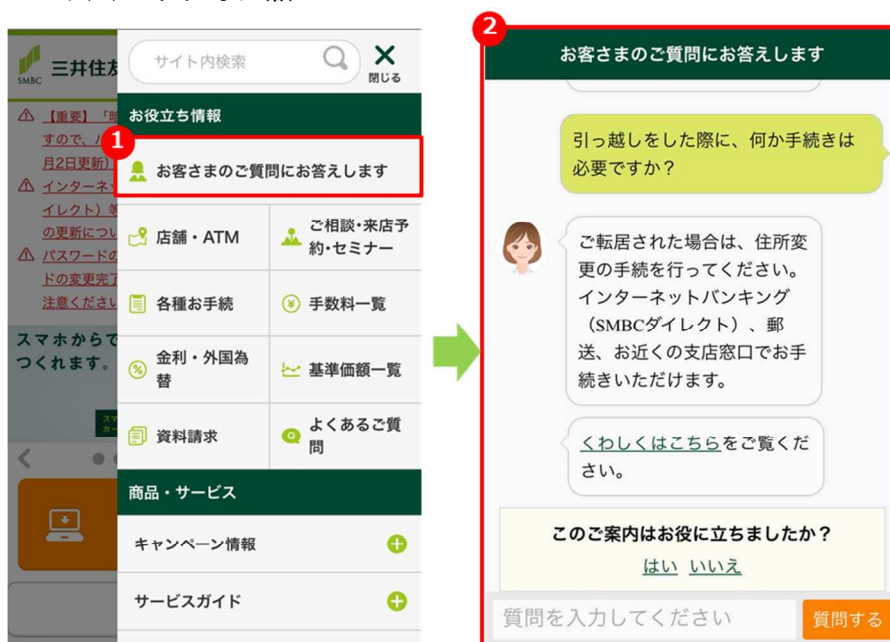 サイト内検索
閉じる
SMBC
三井住友
お役立ち情報
1
お客さまのご質問にお答えします
【重要】
すので、
月2日更新)
インターネッ
イレクト)等
の更新につい
パスワードの
ドの変更完了
注意ください
スマホからで
つくれます。
店舗・ATM
ご相談・来店予
約・セミナー
各種お手続
手数料一覧
金利・外国為
替
基準価額一覧
資料請求
よくあるご質
問
商品・サービス
キャンペーン情報
サービスガイド
2
お客さまのご質問にお答えします
引っ越しをした際に、何か手続きは
必要ですか?
ご転居された場合は、住所変
更の手続を行ってください。
インターネットバンキング
(SMBCダイレクト)、郵
送、お近くの支店窓口でお手
続きいただけます。
くわしくはこちらをご覧くだ
さい。
このご案内はお役に立ちましたか?
はい いいえ
質問を入力してください
質問する